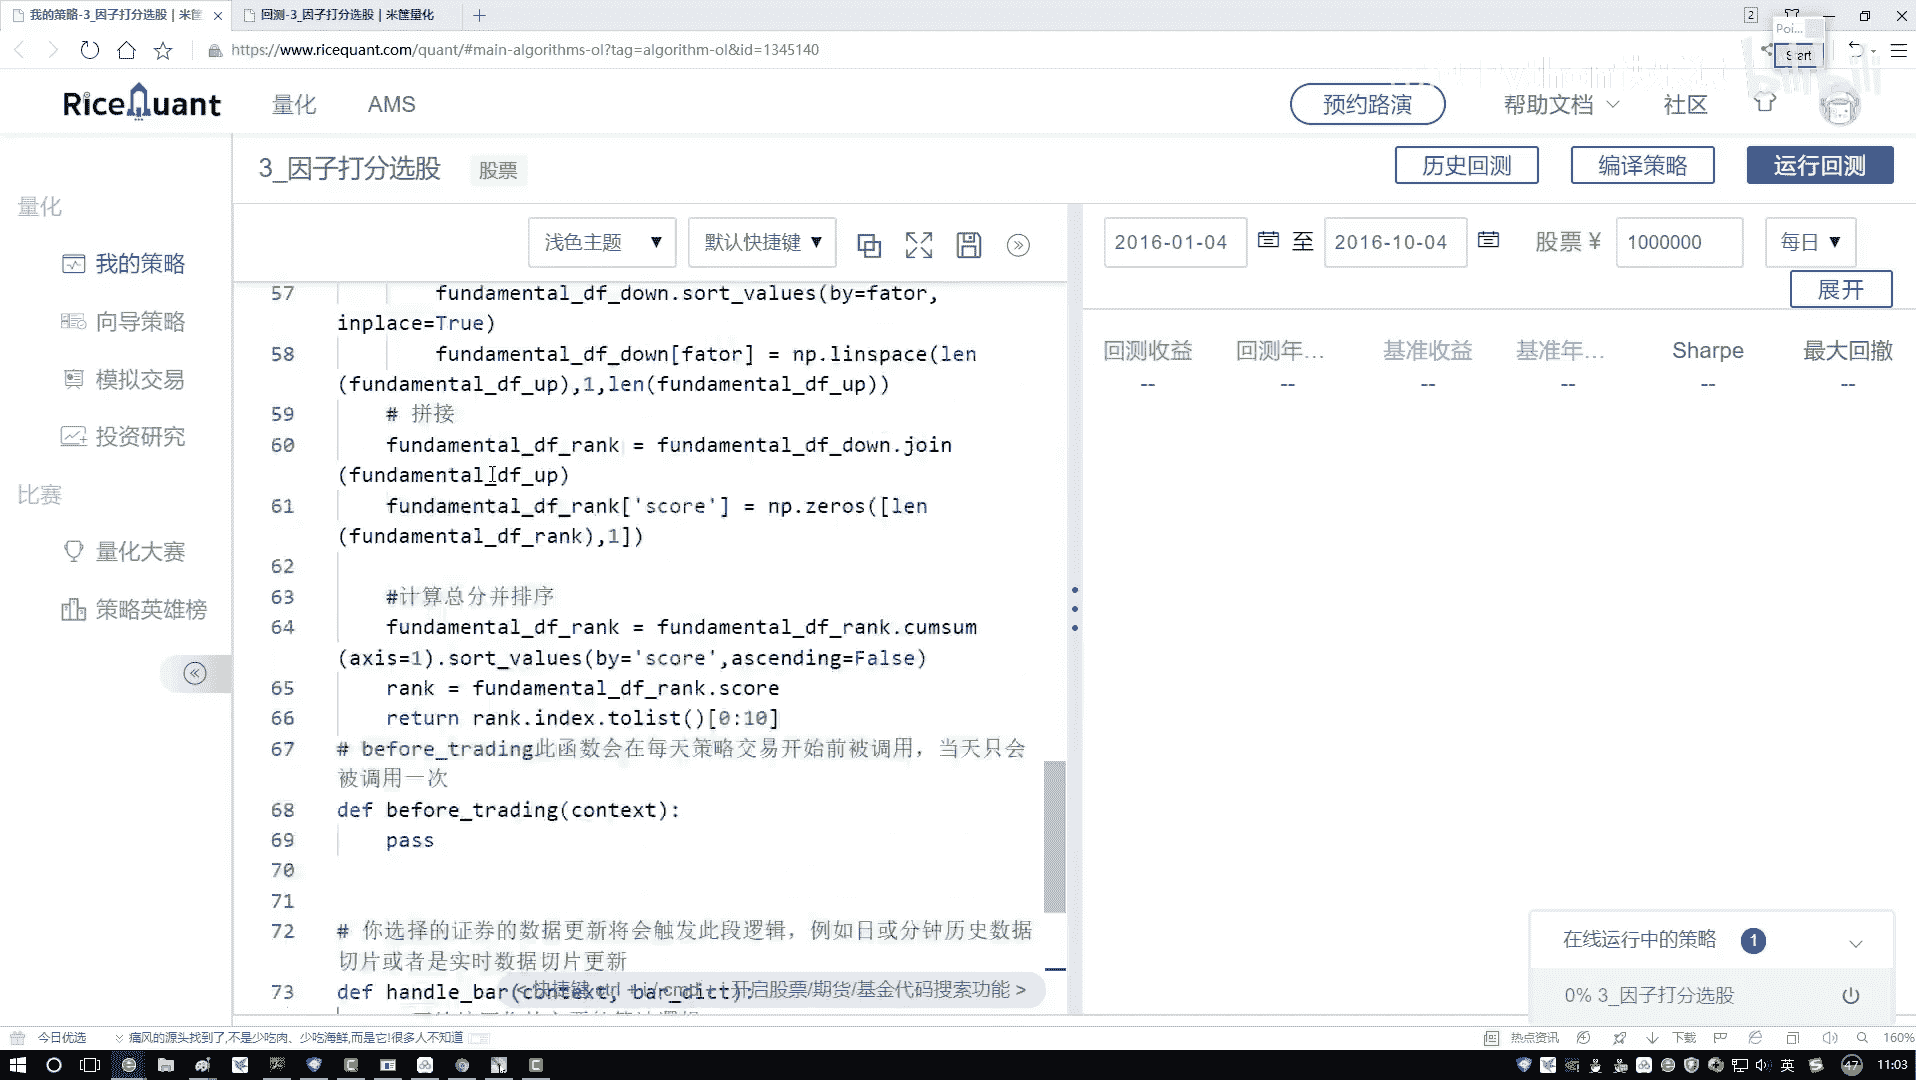 我的策略-3_因子打分选股 | 米筐
回测-3_因子打分选股 | 米筐量化
2
Poi...
https://www.ricequant.com/quant/#main-algorithms-ol?tag=algorithm-ol&id=1345140
Start
RiceQuant
量化
AMS
预约路演
帮助文档
社区
3_因子打分选股
股票
历史回测
编译策略
运行回测
量化
我的策略
向导策略
模拟交易
投资研究
比赛
量化大赛
策略英雄榜
浅色主题 ▼
默认快捷键 ▼
57 fundamental_df_down.sort_values(by=fator,
inplace=True)
58 fundamental_df_down[fator] = np.linspace(len
(fundamental_df_up),1,len(fundamental_df_up))
59 # 拼接
60 fundamental_df_rank = fundamental_df_down.join
(fundamental_df_up)
61 fundamental_df_rank['score'] = np.zeros([len
(fundamental_df_rank),1])
62
63 #计算总分并排序
64 fundamental_df_rank = fundamental_df_rank.cumsum
(axis=1).sort_values(by='score',ascending=False)
65 rank = fundamental_df_rank.score
66 return rank.index.tolist()[0:10]
67 # before_trading此函数会在每天策略交易开始前被调用，当天只会
被调用一次
68 def before_trading(context):
69 pass
70
71
72 # 你选择的证券的数据更新将会触发此段逻辑，例如日或分钟历史数据
切片或者是实时数据切片更新
73 def handle_bar(context, bar_dict):
开启股票/期货/基金代码搜索功能 >
2016-01-04 至 2016-10-04 股票 ¥ 1000000 每日 ▼
展开
回测收益 回测年... 基准收益 基准年... Sharpe 最大回撤
-- -- -- -- -- --
在线运行中的策略 1
0% 3_因子打分选股
今日优选
痛风的源头找到了,不是少吃肉、少吃海鲜,而是它!很多人不知道
热点资讯
下载
160%
英
47
11:03